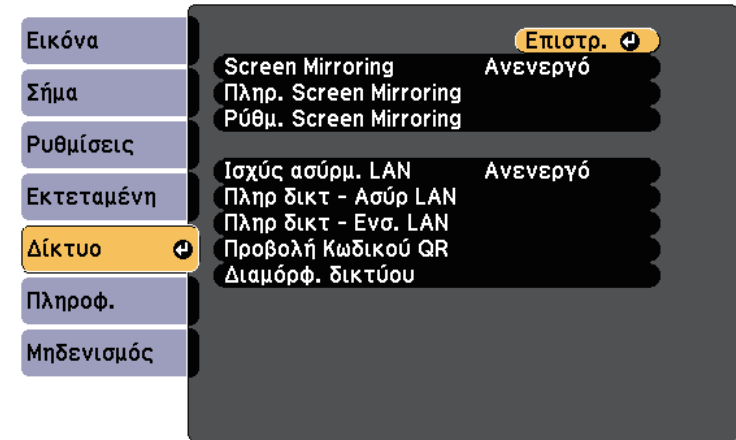 Εικόνα
Σήμα
Ρυθμίσεις
Εκτεταμένη
Δίκτυο
Πληροφ.
Μηδενισμός
Επιστρ.
Screen Mirroring Ανενεργό
Πληρ. Screen Mirroring
Ρύθμ. Screen Mirroring
Ισχύς ασύρμ. LAN Ανενεργό
Πληρ δικτ - Ασύρ LAN
Πληρ δικτ - Ενσ. LAN
Προβολή Κωδικού QR
Διαμόρφ. δικτύου